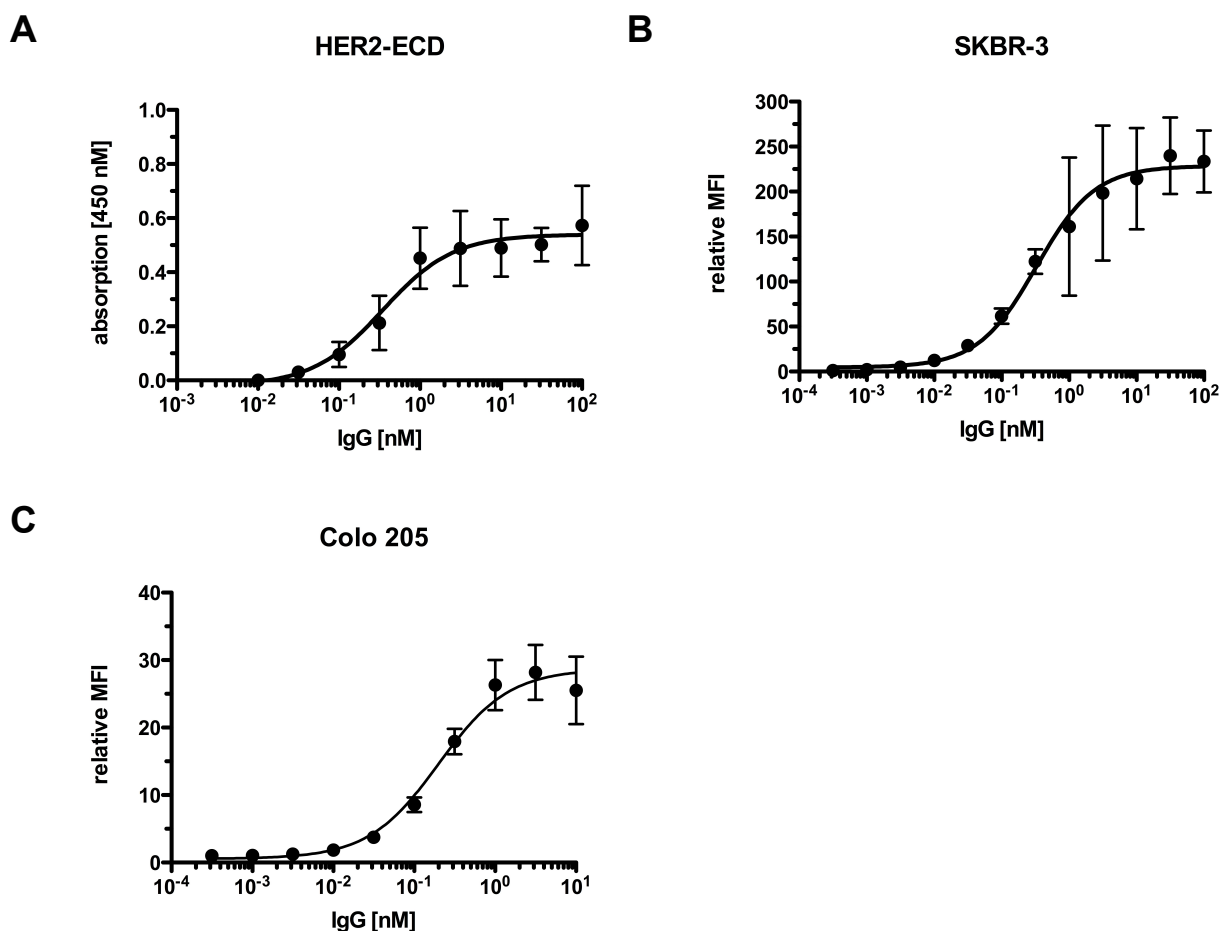 A
HER2-ECD
absorption [450 nM]
1.0
0.8
0.6
0.4
0.2
0.0
10-3 10-2 10-1 100 101 102
IgG [nM]
B
SKBR-3
relative MFI
300
250
200
150
100
50
0
10-4 10-3 10-2 10-1 100 101 102
IgG [nM]
C
Colo 205
relative MFI
40
30
20
10
0
10-4 10-3 10-2 10-1 100 101
IgG [nM]